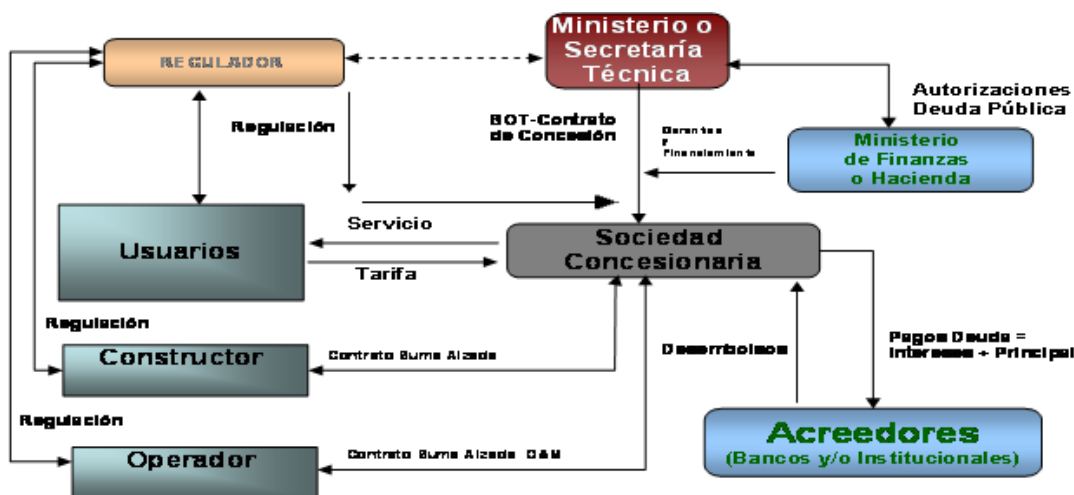 REGULADOR
Ministerio o
Secretaría
Técnica
Autorizaciones
Deuda Pública
Regulación
BOT-Contrato
de Concesión
Garantías
y
Financiamiento
Ministerio
de Finanzas
o Hacienda
Usuarios
Servicio
Tarifa
Sociedad
Concesionaria
Regulación
Constructor
Contrato Suma Alzada
Desembolsos
Pagos Deuda =
Intereses + Principal
Regulación
Operador
Contrato Suma Alzada O&M
Acreedores
(Bancos y/o Institucionales)